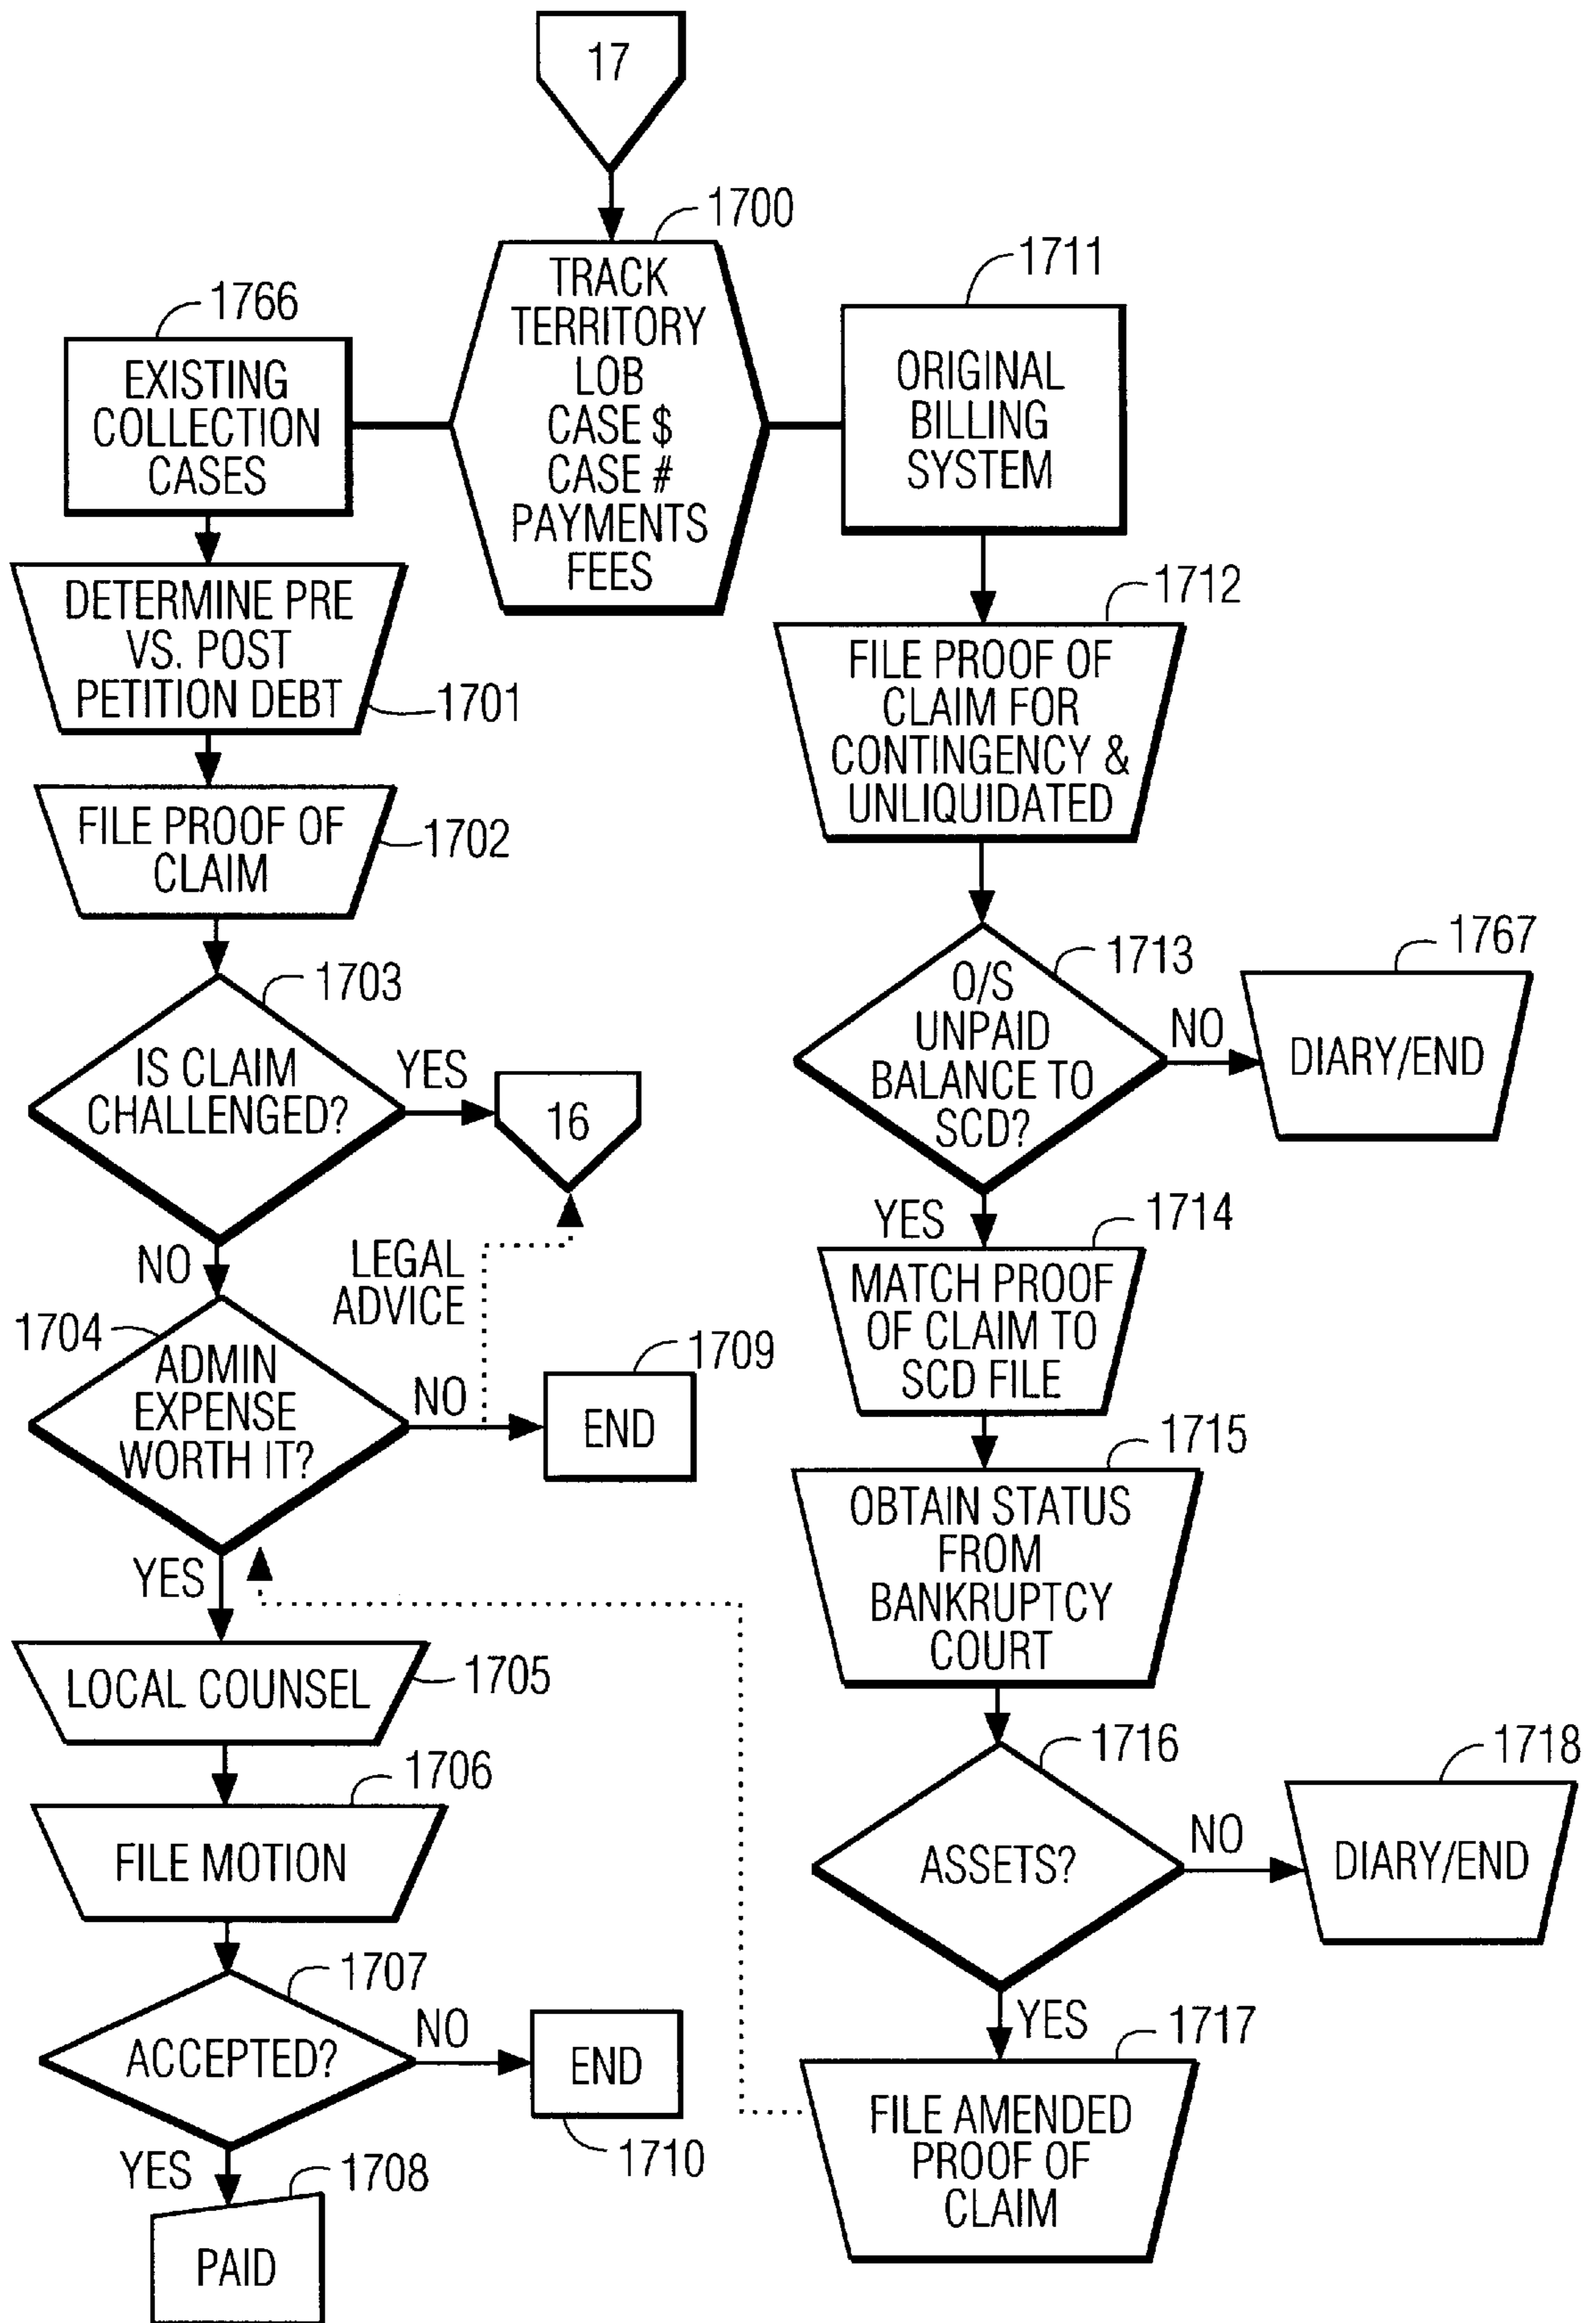 17
1700
TRACK
TERRITORY
LOB
CASE $
CASE #
PAYMENTS
FEES
1766
EXISTING
COLLECTION
CASES
DETERMINE PRE
VS. POST
PETITION DEBT
1701
FILE PROOF OF
CLAIM
1702
1703
IS CLAIM
CHALLENGED?
YES
16
NO
LEGAL
ADVICE
1704
ADMIN
EXPENSE
WORTH IT?
NO
1709
END
YES
LOCAL COUNSEL
1705
1706
FILE MOTION
1707
ACCEPTED?
NO
END
1710
YES
1708
PAID
1711
ORIGINAL
BILLING
SYSTEM
1712
FILE PROOF OF
CLAIM FOR
CONTINGENCY &
UNLIQUIDATED
1713
O/S
UNPAID
BALANCE TO
SCD?
NO
1767
DIARY/END
YES
1714
MATCH PROOF
OF CLAIM TO
SCD FILE
1715
OBTAIN STATUS
FROM
BANKRUPTCY
COURT
1716
ASSETS?
NO
1718
DIARY/END
YES
1717
FILE AMENDED
PROOF OF
CLAIM